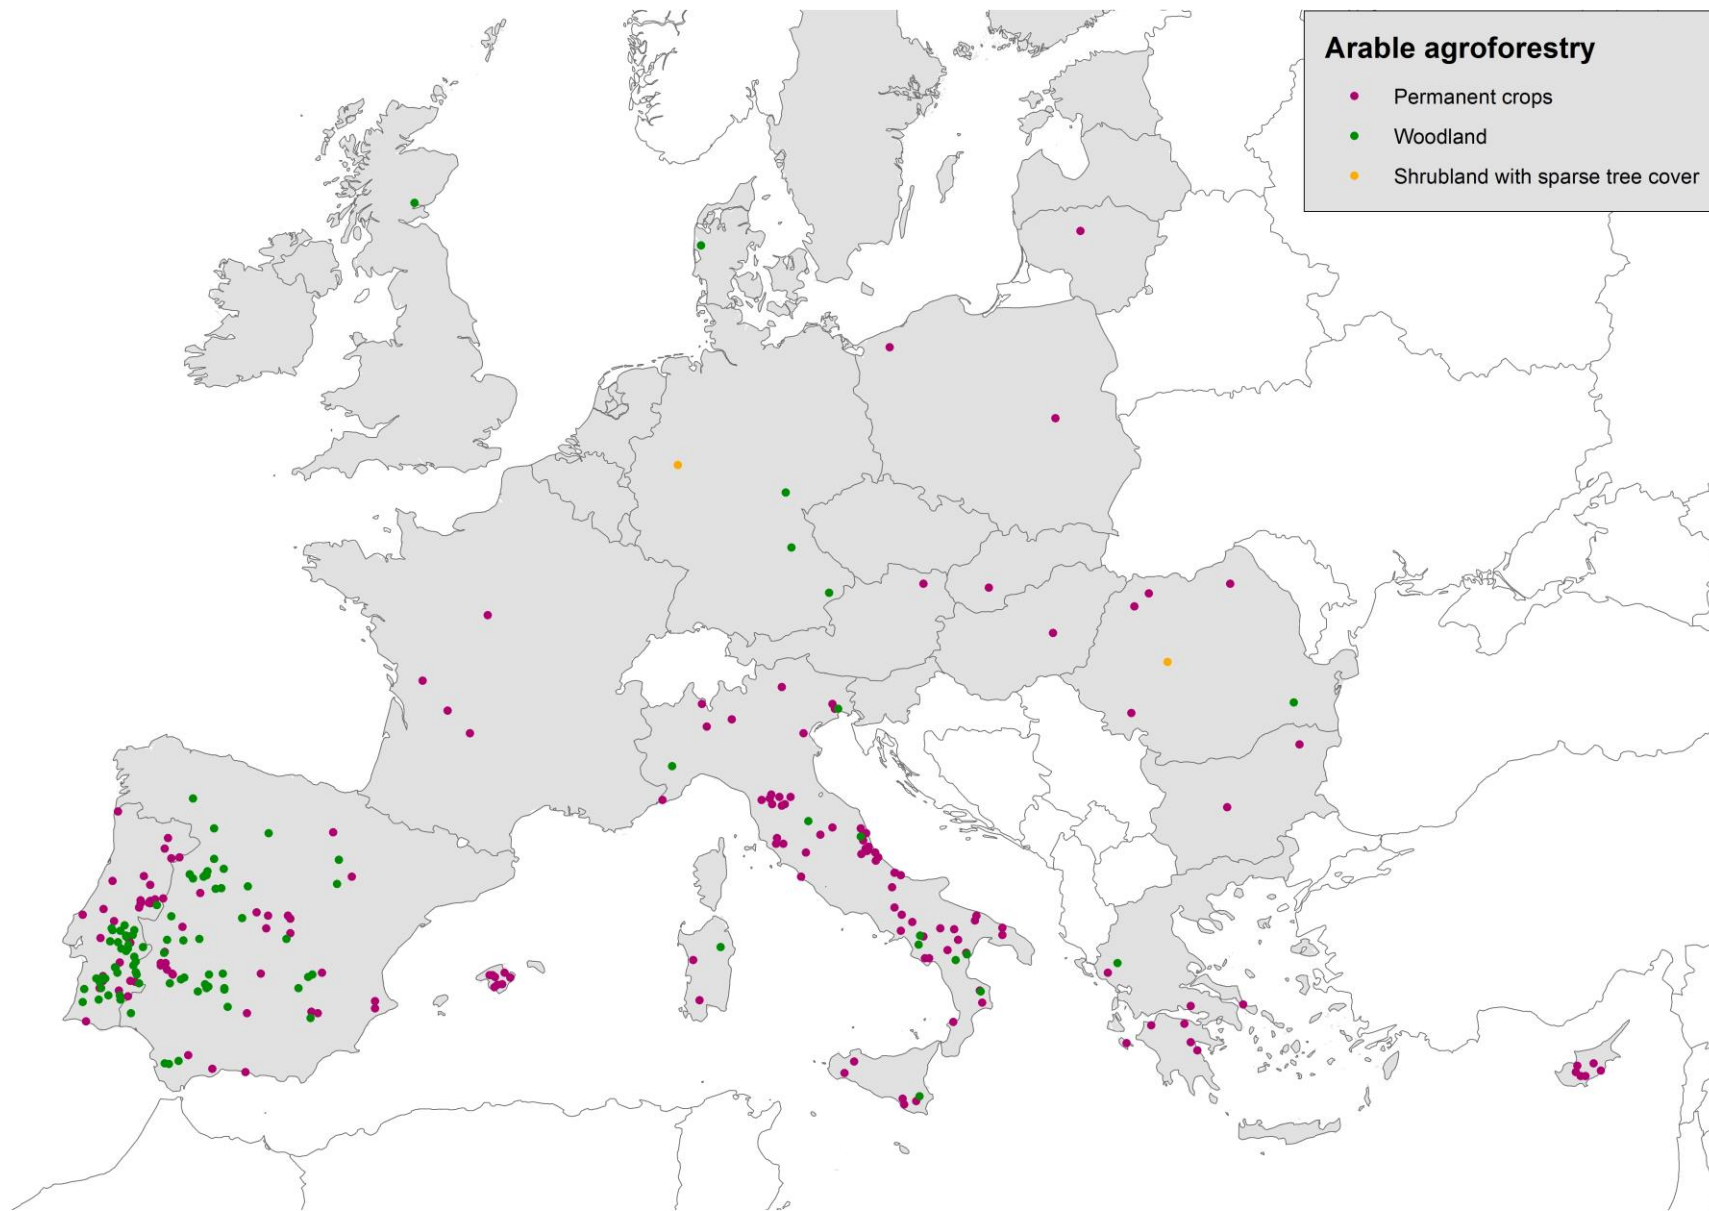 Arable agroforestry
Permanent crops
Woodland
Shrubland with sparse tree cover